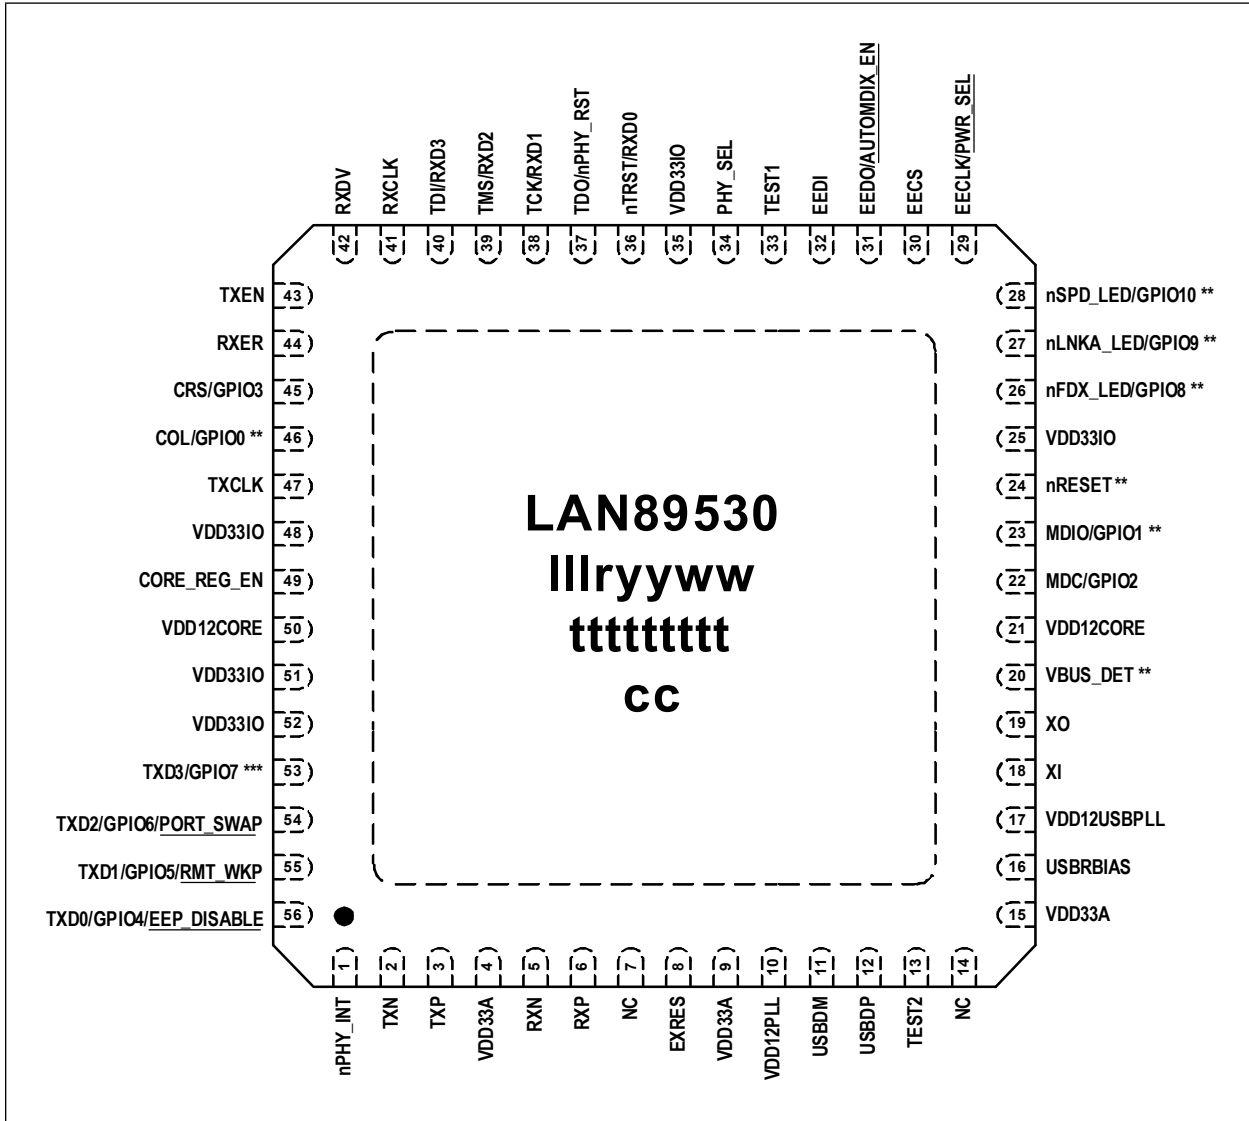 RXDV
RXCLK
TDI/RXD3
TMS/RXD2
TCK/RXD1
TDO/nPHY_RST
nTRST/RXD0
VDD33IO
PHY_SEL
TEST1
EEDI
EEDO/AUTOMDIX_EN
EECS
EECLK/PWR_SEL
42
41
40
39
38
37
36
35
34
33
32
31
30
29
TXEN 43
RXER 44
CRS/GPIO3 45
COL/GPIO0 ** 46
TXCLK 47
VDD33IO 48
CORE_REG_EN 49
VDD12CORE 50
VDD33IO 51
VDD33IO 52
TXD3/GPIO7 *** 53
TXD2/GPIO6/PORT_SWAP 54
TXD1/GPIO5/RMT_WKP 55
TXD0/GPIO4/EEP_DISABLE 56
LAN89530
lllryyww
ttttttttt
cc
28 nSPD_LED/GPIO10 **
27 nLNKA_LED/GPIO9 **
26 nFDX_LED/GPIO8 **
25 VDD33IO
24 nRESET **
23 MDIO/GPIO1 **
22 MDC/GPIO2
21 VDD12CORE
20 VBUS_DET **
19 XO
18 XI
17 VDD12USBPLL
16 USBRBIAS
15 VDD33A
1
2
3
4
5
6
7
8
9
10
11
12
13
14
nPHY_INT
TXN
TXP
VDD33A
RXN
RXP
NC
EXRES
VDD33A
VDD12PLL
USBDM
USBDP
TEST2
NC